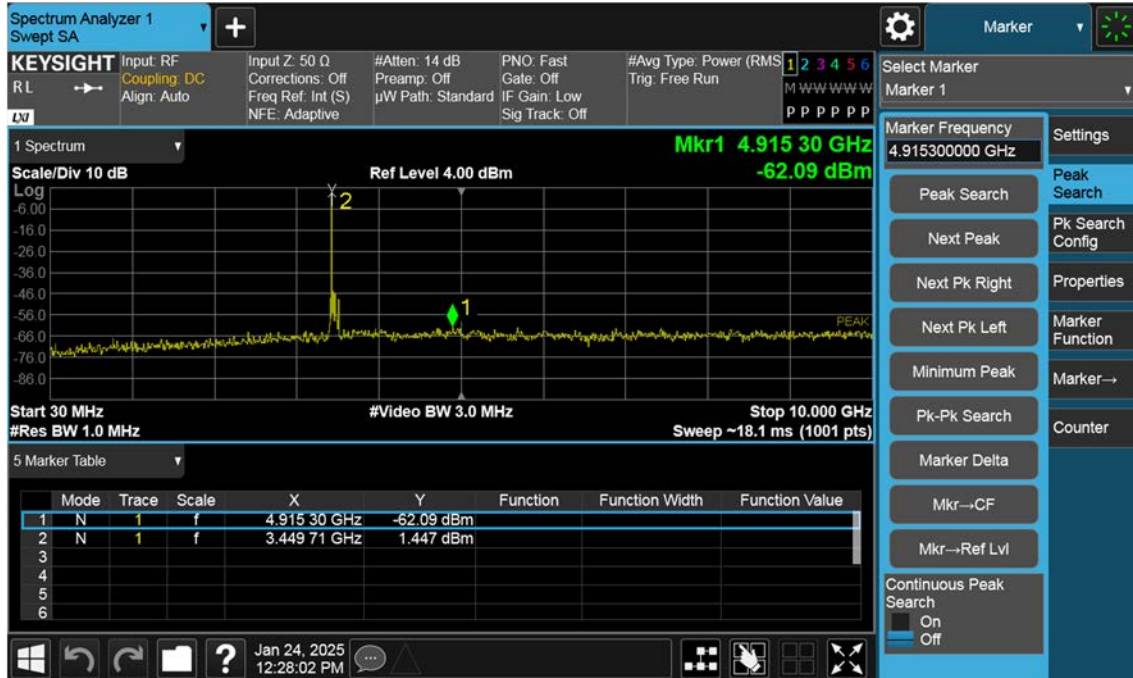 Spectrum Analyzer 1
Swept SA
Marker
KEYSIGHT
Input: RF
Input Z: 50 Ω
#Atten: 14 dB
PNO: Fast
#Avg Type: Power (RMS
1 2 3 4 5 6
R L
Coupling: DC
Corrections: Off
Preamp: Off
Gate: Off
Trig: Free Run
M W W W W W
Align: Auto
Freq Ref: Int (S)
µW Path: Standard
IF Gain: Low
LXI
NFE: Adaptive
Sig Track: Off
P P P P P P
1 Spectrum
Mkr1 4.915 30 GHz
Scale/Div 10 dB
Ref Level 4.00 dBm
-62.09 dBm
Log
-6.00
-16.0
-26.0
-36.0
-46.0
-56.0
-66.0
-76.0
-86.0
2
1
PEAK
Start 30 MHz
#Video BW 3.0 MHz
Stop 10.000 GHz
#Res BW 1.0 MHz
Sweep ~18.1 ms (1001 pts)
5 Marker Table
Mode Trace Scale X Y Function Function Width Function Value
1 N 1 f 4.915 30 GHz -62.09 dBm
2 N 1 f 3.449 71 GHz 1.447 dBm
3
4
5
6
Jan 24, 2025
12:28:02 PM
?
Select Marker
Marker 1
Marker Frequency
4.915300000 GHz
Peak Search
Next Peak
Next Pk Right
Next Pk Left
Minimum Peak
Pk-Pk Search
Marker Delta
Mkr→CF
Mkr→Ref Lvl
Continuous Peak
Search
On
Off
Settings
Peak
Search
Pk Search
Config
Properties
Marker
Function
Marker→
Counter